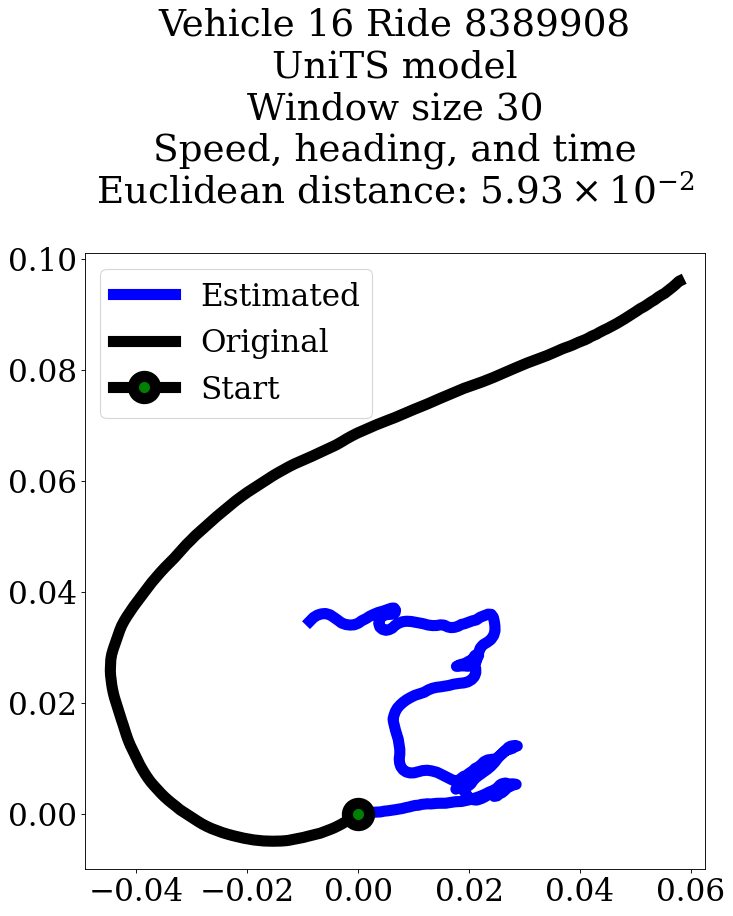 Vehicle 16 Ride 8389908
UniTS model
Window size 30
Speed, heading, and time
Euclidean distance: 5.93 × 10⁻²
0.10
0.08
0.06
0.04
0.02
0.00
Estimated
Original
Start
−0.04 −0.02 0.00 0.02 0.04 0.06